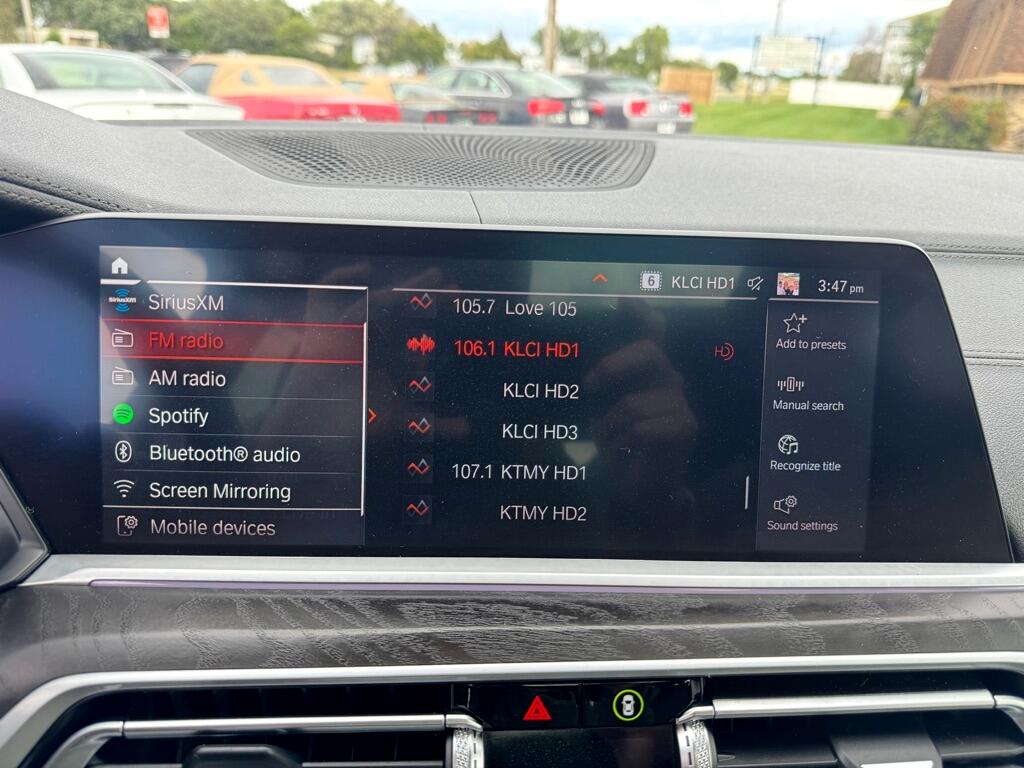 6 KLCI HD1 3:47 pm
SiriusXM SiriusXM
FM radio
AM radio
Spotify
Bluetooth® audio
Screen Mirroring
Mobile devices
105.7 Love 105
106.1 KLCI HD1 HD
KLCI HD2
KLCI HD3
107.1 KTMY HD1
KTMY HD2
Add to presets
Manual search
Recognize title
Sound settings